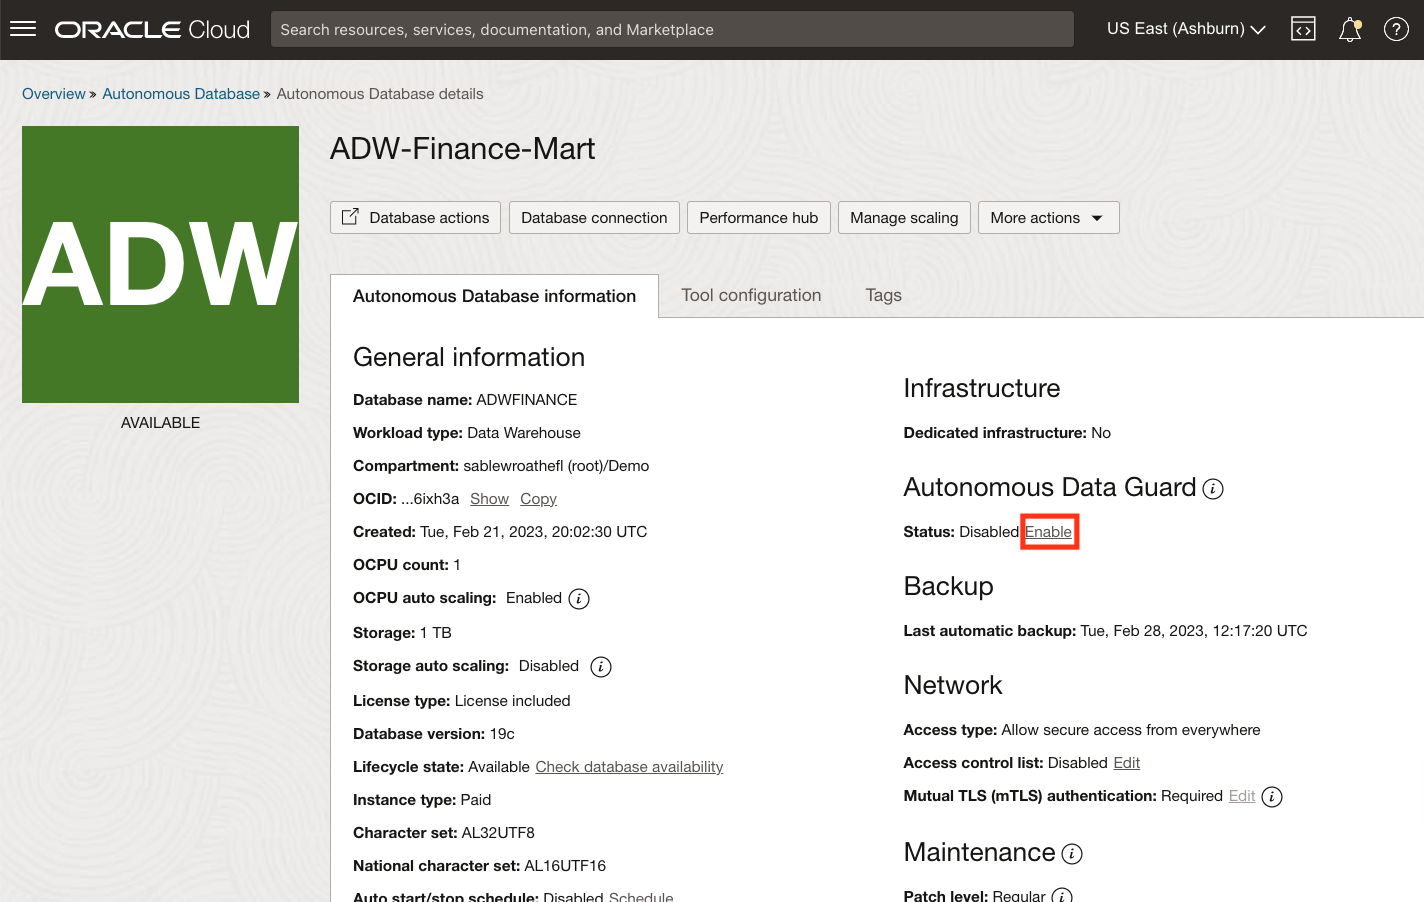 ORACLE Cloud
Search resources, services, documentation, and Marketplace
US East (Ashburn)
Overview » Autonomous Database » Autonomous Database details
ADW
AVAILABLE
ADW-Finance-Mart
Database actions
Database connection
Performance hub
Manage scaling
More actions
Autonomous Database information
Tool configuration
Tags
General information
Database name: ADWFINANCE
Workload type: Data Warehouse
Compartment: sablewroathefl (root)/Demo
OCID: ...6ixh3a Show Copy
Created: Tue, Feb 21, 2023, 20:02:30 UTC
OCPU count: 1
OCPU auto scaling: Enabled i
Storage: 1 TB
Storage auto scaling: Disabled i
License type: License included
Database version: 19c
Lifecycle state: Available Check database availability
Instance type: Paid
Character set: AL32UTF8
National character set: AL16UTF16
Auto start/stop schedule: Disabled Schedule
Infrastructure
Dedicated infrastructure: No
Autonomous Data Guard i
Status: Disabled Enable
Backup
Last automatic backup: Tue, Feb 28, 2023, 12:17:20 UTC
Network
Access type: Allow secure access from everywhere
Access control list: Disabled Edit
Mutual TLS (mTLS) authentication: Required Edit i
Maintenance i
Patch level: Regular i